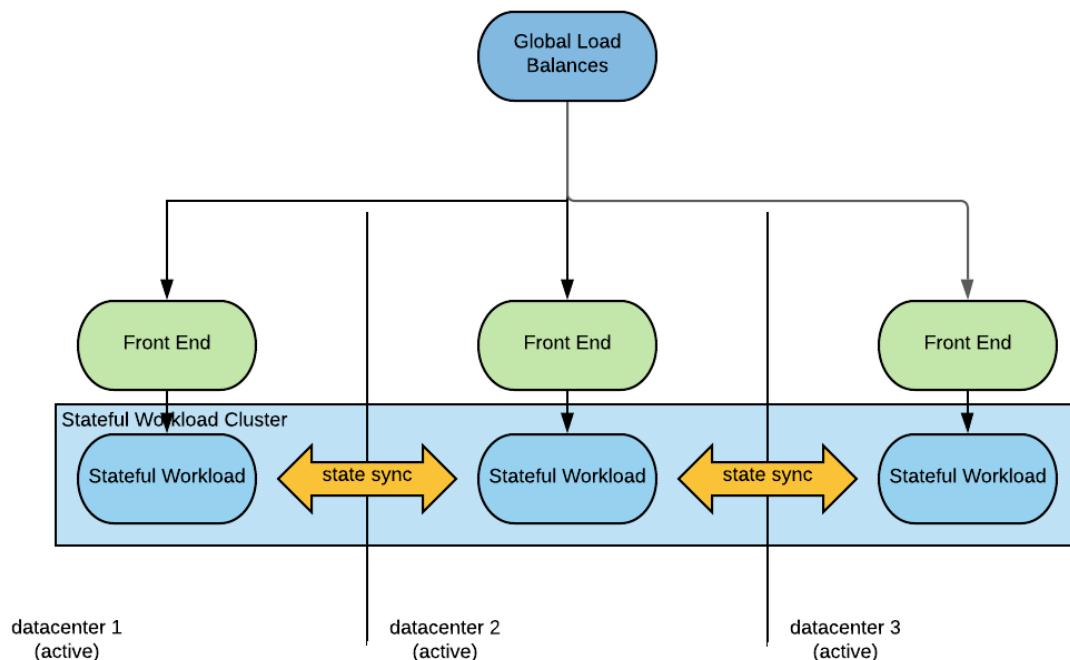 Global Load
Balances
Front End
Front End
Front End
Stateful Workload Cluster
Stateful Workload
state sync
Stateful Workload
state sync
Stateful Workload
datacenter 1
(active)
datacenter 2
(active)
datacenter 3
(active)